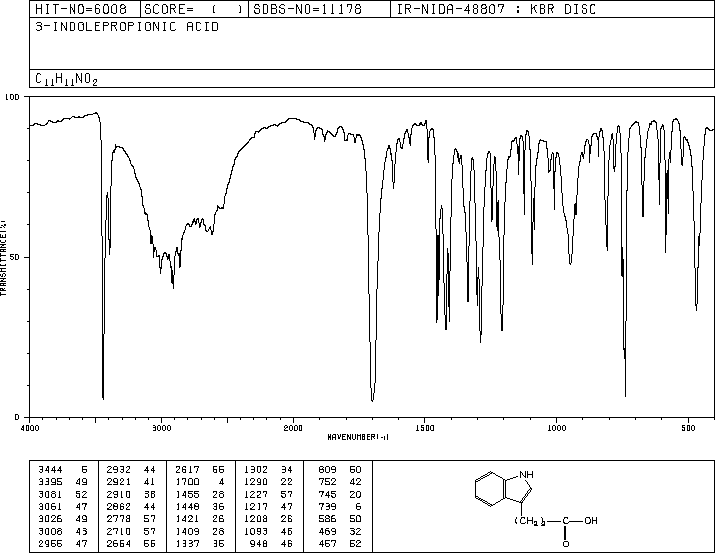 HIT-NO=6008 SCORE= ( ) SDBS-NO=11178 IR-NIDA-48807 : KBR DISC
3-INDOLEPROPIONIC ACID
C11H11NO2
100
50
0
TRANSMITTANCE(%)
4000 3000 2000 1500 1000 500
WAVENUMBER(-1)
3444 5 2932 44 2617 55 1302 34 809 50
3395 49 2921 41 1700 4 1290 22 752 42
3081 52 2910 38 1455 28 1227 57 745 20
3061 47 2862 44 1448 36 1217 47 739 6
3026 49 2778 57 1421 26 1208 26 586 50
3008 43 2710 57 1409 28 1093 46 469 32
2955 47 2664 56 1337 35 948 46 457 52
NH
(CH2)2 C OH
O